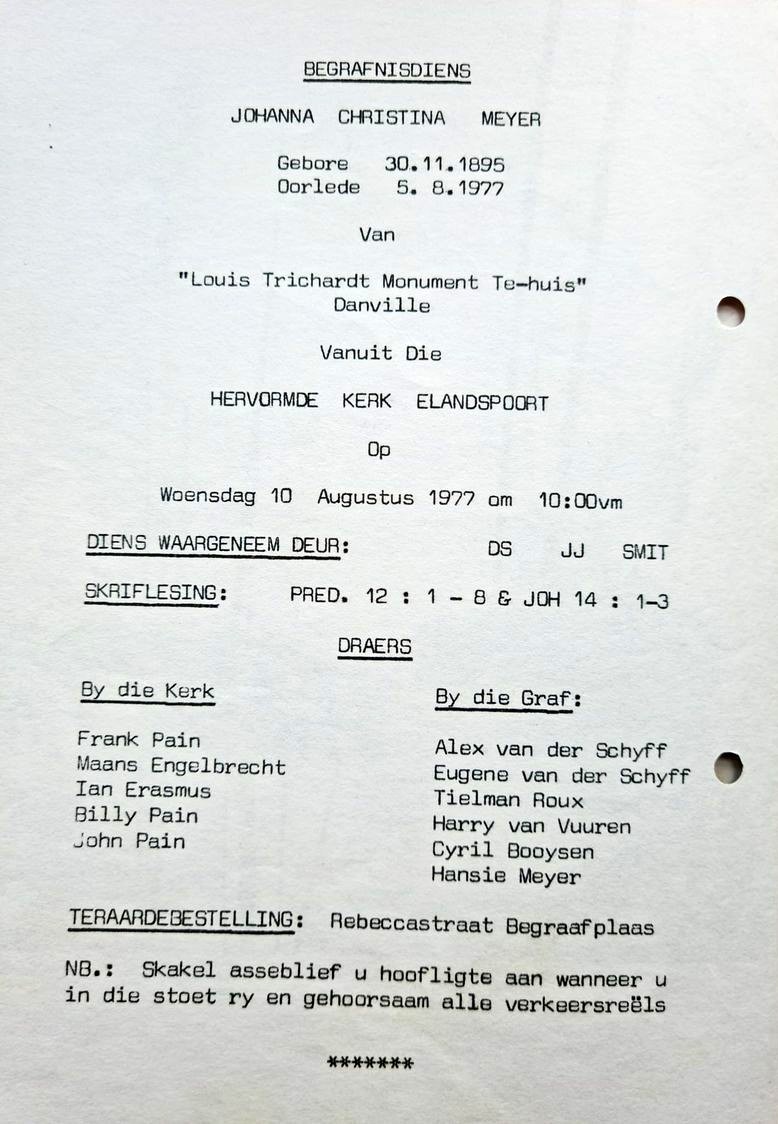 BEGRAFNISDIENS
JOHANNA CHRISTINA MEYER
Gebore 30.11.1895
Oorlede 5. 8.1977
Van
"Louis Trichardt Monument Te-huis"
Danville
Vanuit Die
HERVORMDE KERK ELANDSPOORT
Op
Woensdag 10 Augustus 1977 om 10:00vm
DIENS WAARGENEEM DEUR: DS JJ SMIT
SKRIFLESING: PRED. 12 : 1 - 8 & JOH 14 : 1-3
DRAERS
By die Kerk
Frank Pain
Maans Engelbrecht
Ian Erasmus
Billy Pain
John Pain
By die Graf:
Alex van der Schyff
Eugene van der Schyff
Tielman Roux
Harry van Vuuren
Cyril Booysen
Hansie Meyer
TERAARDEBESTELLING: Rebeccastraat Begraafplaas
NB.: Skakel asseblief u hoofligte aan wanneer u
in die stoet ry en gehoorsaam alle verkeersreëls
*******